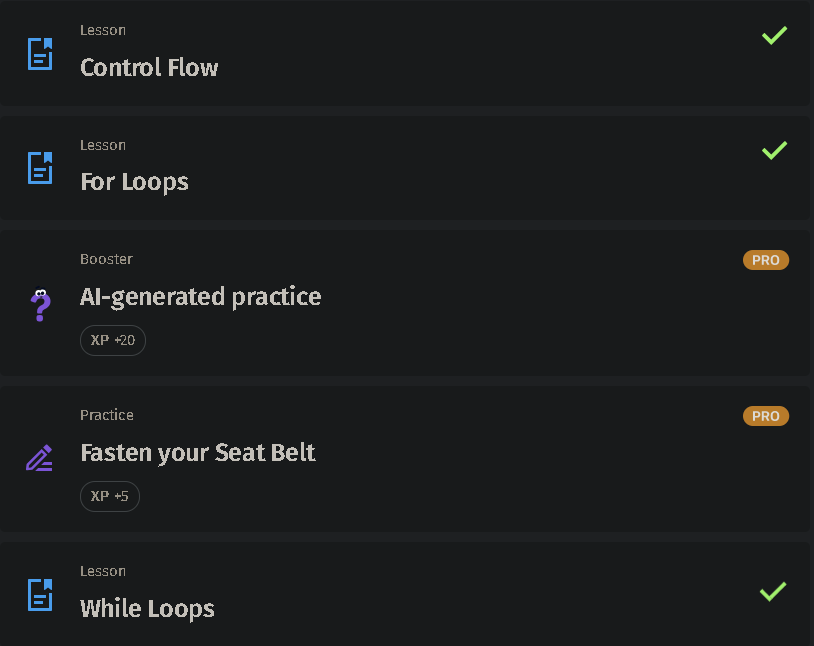 Lesson
Control Flow
Lesson
For Loops
Booster
PRO
AI-generated practice
XP +20
Practice
PRO
Fasten your Seat Belt
XP +5
Lesson
While Loops